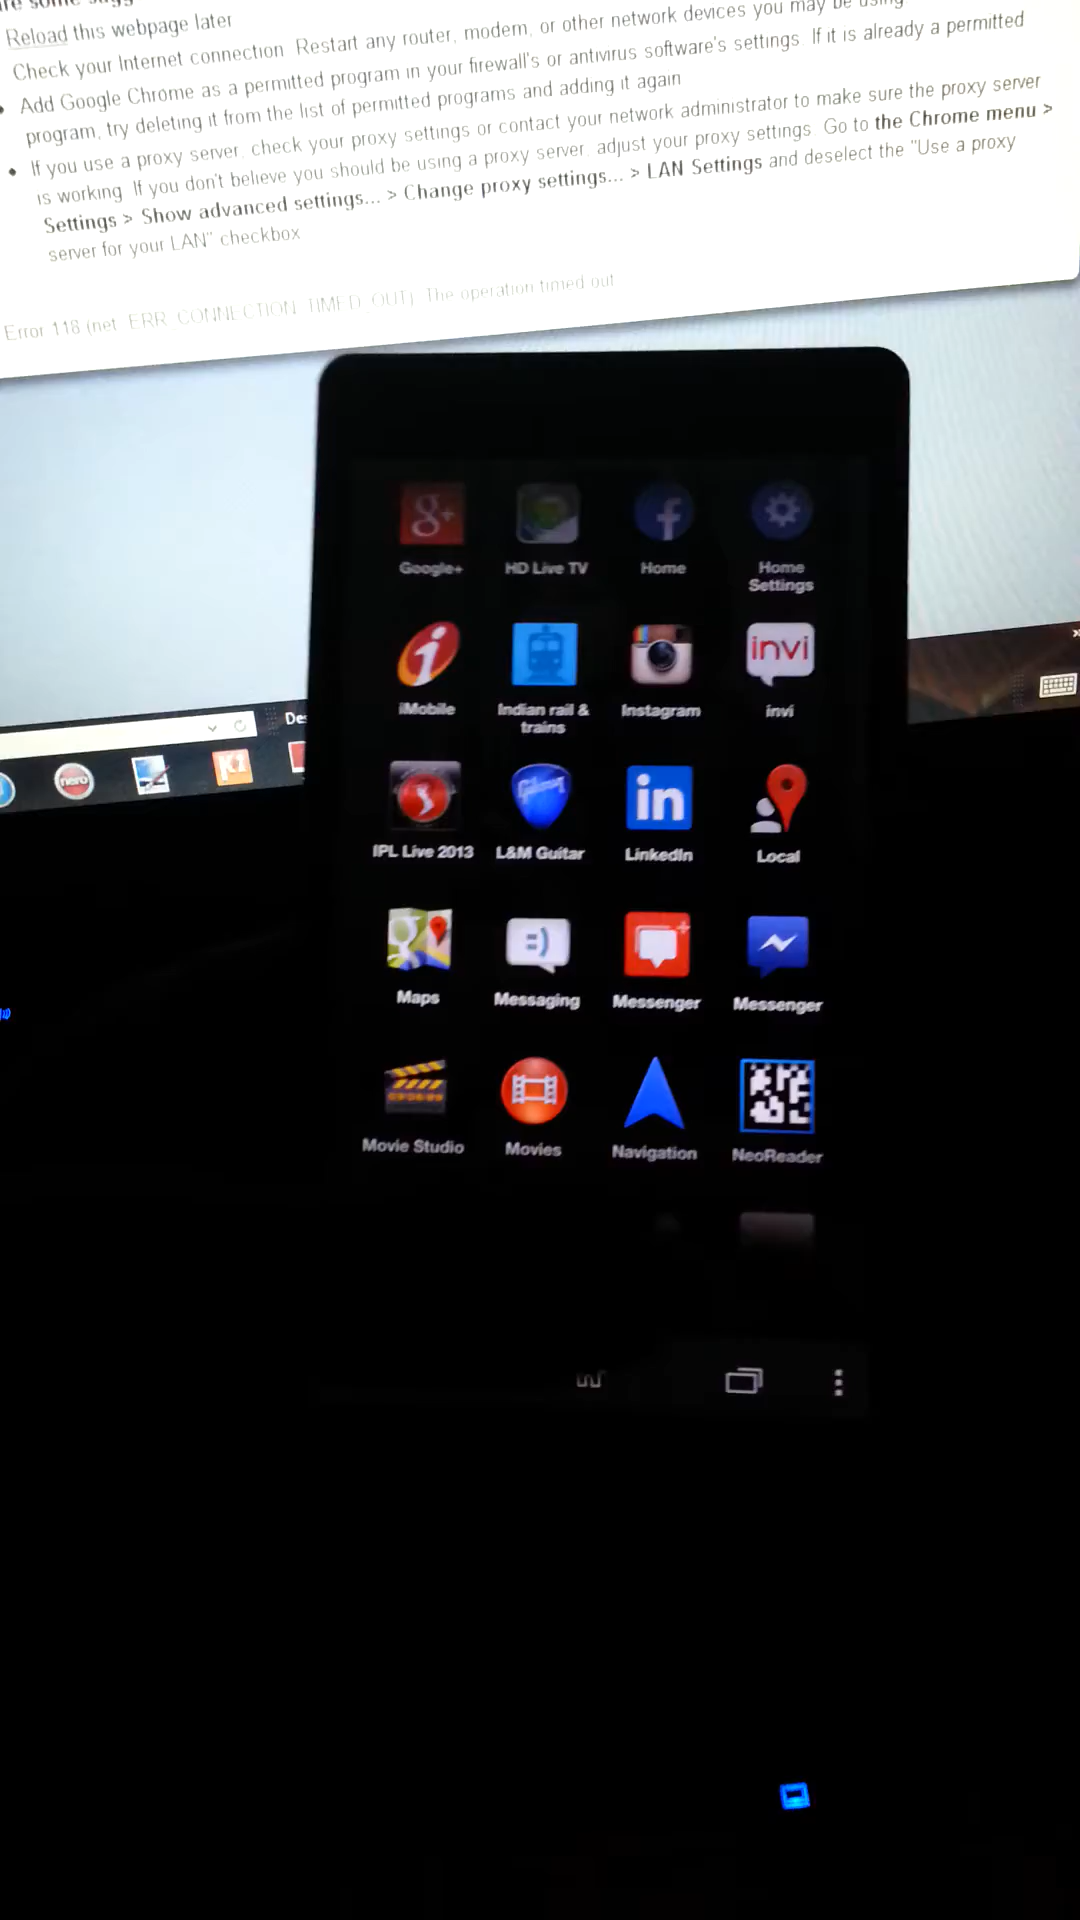 Reload this webpage later
Check your Internet connection. Restart any router, modem, or other network devices you may be using
Add Google Chrome as a permitted program in your firewall's or antivirus software's settings. If it is already a permitted
program, try deleting it from the list of permitted programs and adding it again
If you use a proxy server, check your proxy settings or contact your network administrator to make sure the proxy server
is working. If you don't believe you should be using a proxy server, adjust your proxy settings. Go to the Chrome menu >
Settings > Show advanced settings... > Change proxy settings... > LAN Settings and deselect the "Use a proxy
server for your LAN" checkbox
Error 118 (net::ERR_CONNECTION_TIMED_OUT): The operation timed out
g+
Google+ HD Live TV Home Home
Settings
invi
iMobile Indian rail &
trains Instagram invi
Gibson
in
IPL Live 2013 L&M Guitar LinkedIn Local
:)
Maps Messaging Messenger Messenger
Movie Studio Movies Navigation NeoReader
nero